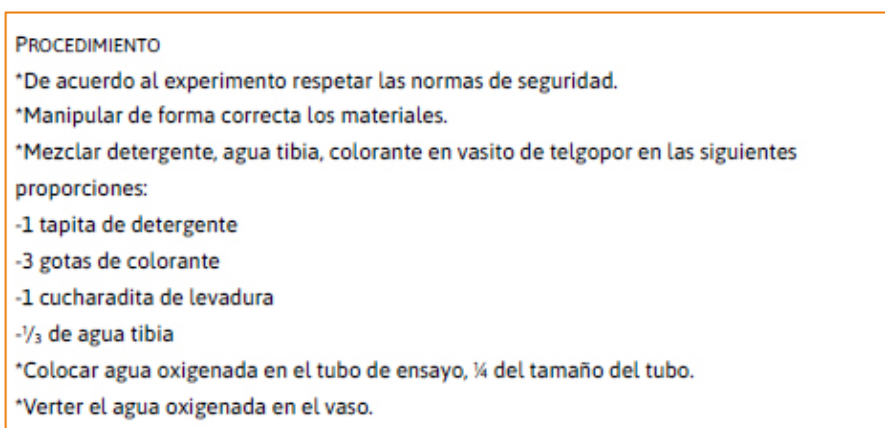 PROCEDIMIENTO
*De acuerdo al experimento respetar las normas de seguridad.
*Manipular de forma correcta los materiales.
*Mezclar detergente, agua tibia, colorante en vasito de telgopor en las siguientes
proporciones:
-1 tapita de detergente
-3 gotas de colorante
-1 cucharadita de levadura
-⅓ de agua tibia
*Colocar agua oxigenada en el tubo de ensayo, ¼ del tamaño del tubo.
*Verter el agua oxigenada en el vaso.